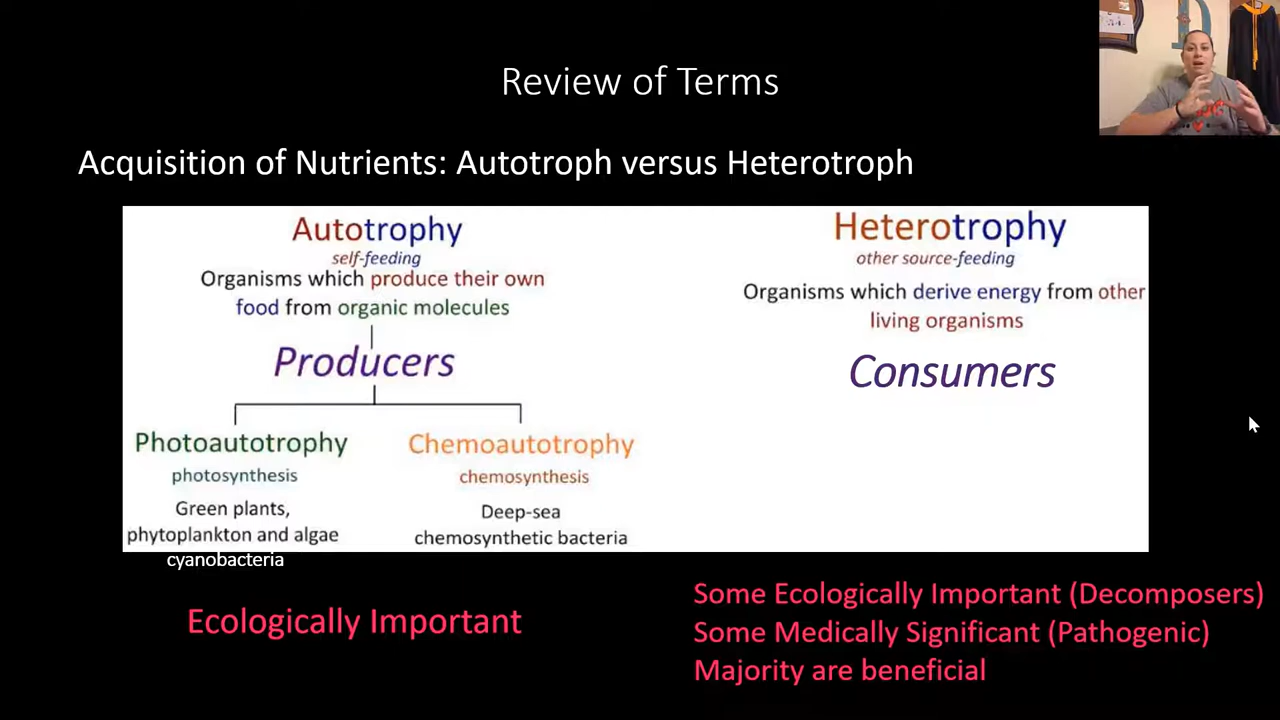 Review of Terms
Acquisition of Nutrients: Autotroph versus Heterotroph
Autotrophy
self-feeding
Organisms which produce their own
food from organic molecules
Producers
Photoautotrophy
photosynthesis
Green plants,
phytoplankton and algae
cyanobacteria
Chemoautotrophy
chemosynthesis
Deep-sea
chemosynthetic bacteria
Heterotrophy
other source-feeding
Organisms which derive energy from other
living organisms
Consumers
Ecologically Important
Some Ecologically Important (Decomposers)
Some Medically Significant (Pathogenic)
Majority are beneficial